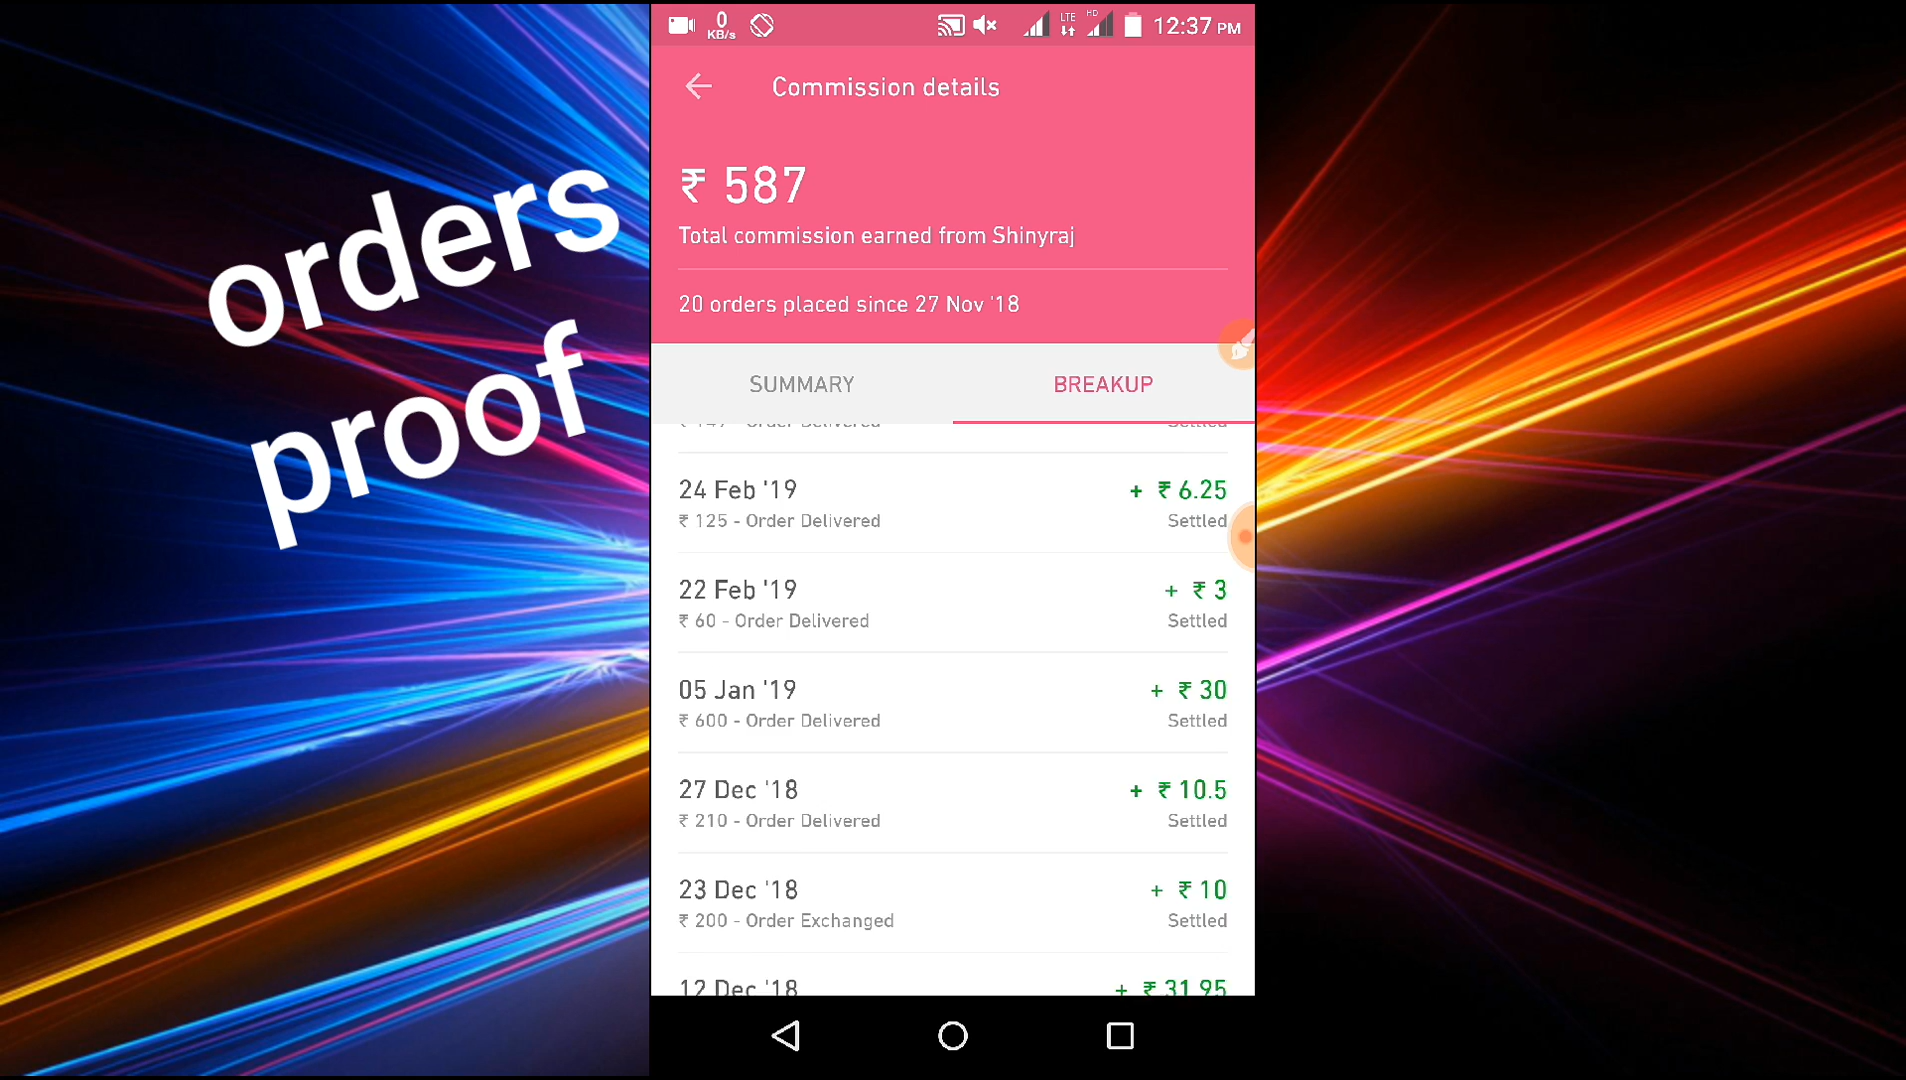 orders
proof
0
KB/s
LTE
HD
12:37 PM
Commission details
₹ 587
Total commission earned from Shinyraj
20 orders placed since 27 Nov '18
SUMMARY
BREAKUP
24 Feb '19
+ ₹ 6.25
₹ 125 - Order Delivered
Settled
22 Feb '19
+ ₹ 3
₹ 60 - Order Delivered
Settled
05 Jan '19
+ ₹ 30
₹ 600 - Order Delivered
Settled
27 Dec '18
+ ₹ 10.5
₹ 210 - Order Delivered
Settled
23 Dec '18
+ ₹ 10
₹ 200 - Order Exchanged
Settled
12 Dec '18
+ ₹ 31.95